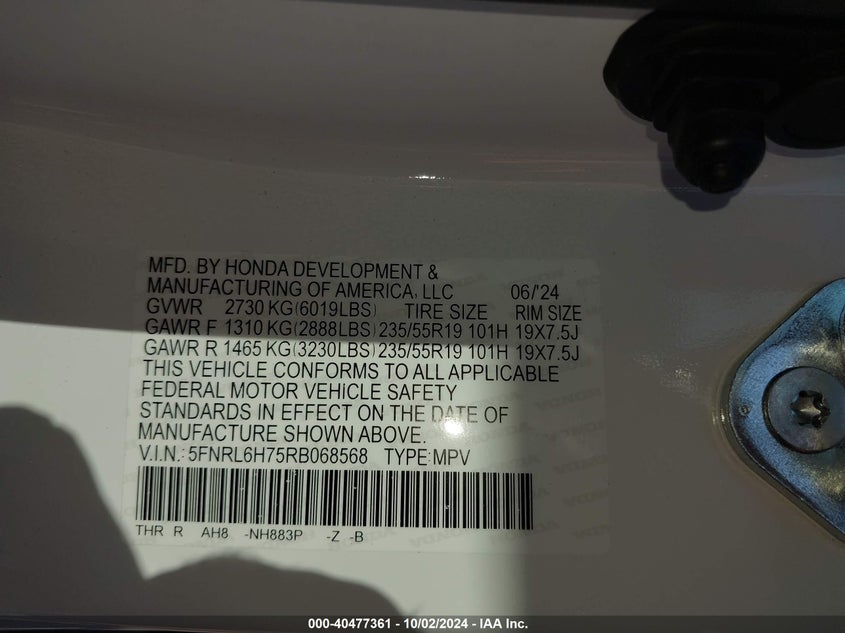 MFD. BY HONDA DEVELOPMENT &
MANUFACTURING OF AMERICA, LLC 06/'24
GVWR 2730 KG(6019LBS) TIRE SIZE RIM SIZE
GAWR F 1310 KG(2888LBS) 235/55R19 101H 19X7.5J
GAWR R 1465 KG(3230LBS) 235/55R19 101H 19X7.5J
THIS VEHICLE CONFORMS TO ALL APPLICABLE
FEDERAL MOTOR VEHICLE SAFETY
STANDARDS IN EFFECT ON THE DATE OF
MANUFACTURE SHOWN ABOVE.
V.I.N.: 5FNRL6H75RB068568 TYPE:MPV
THR R AH8 -NH883P -Z -B
000-40477361 - 10/02/2024 - IAA Inc.